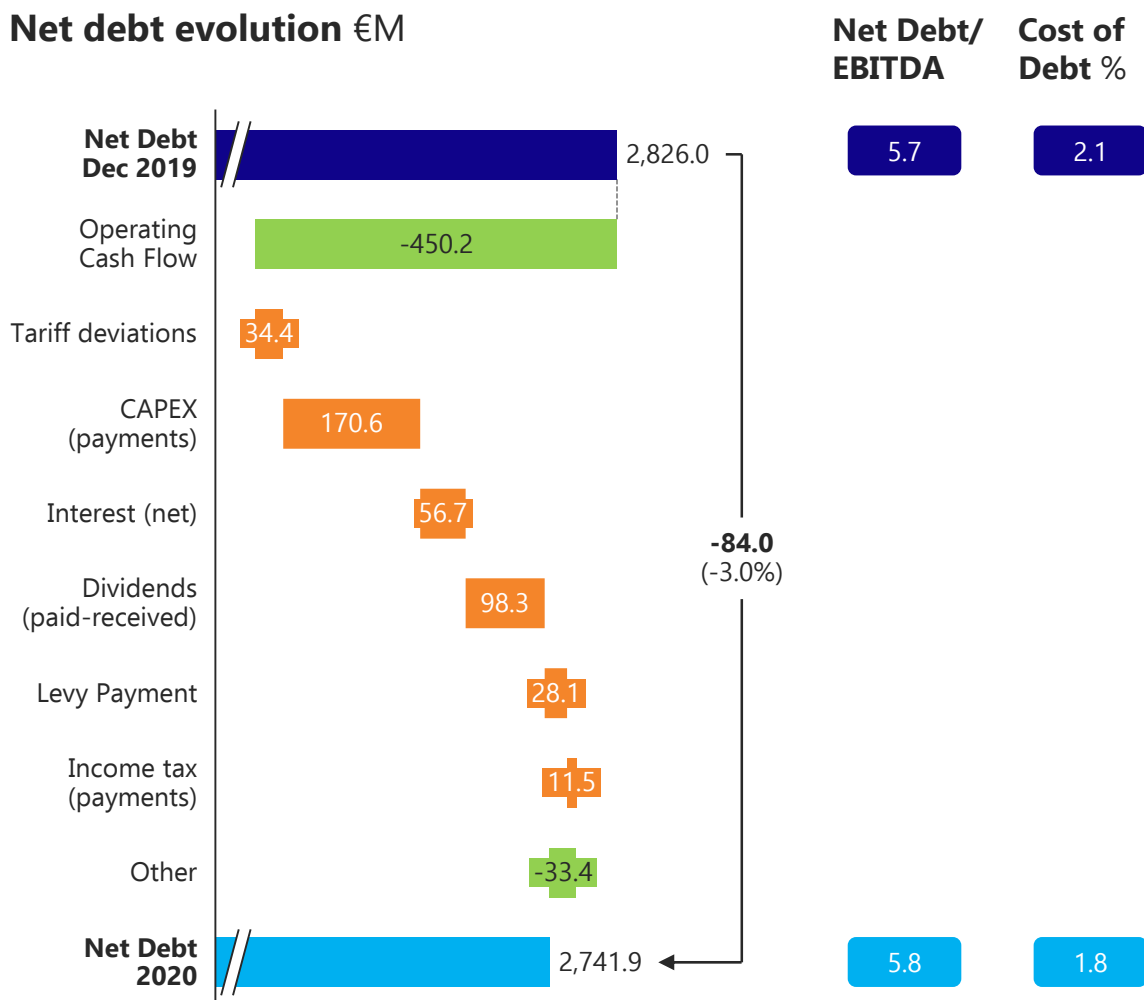 Net debt evolution €M
Net Debt/
EBITDA
Cost of
Debt %
Net Debt
Dec 2019
2,826.0
5.7
2.1
Operating
Cash Flow
-450.2
Tariff deviations
34.4
CAPEX
(payments)
170.6
Interest (net)
56.7
-84.0
(-3.0%)
Dividends
(paid-received)
98.3
Levy Payment
28.1
Income tax
(payments)
11.5
Other
-33.4
Net Debt
2020
2,741.9
5.8
1.8